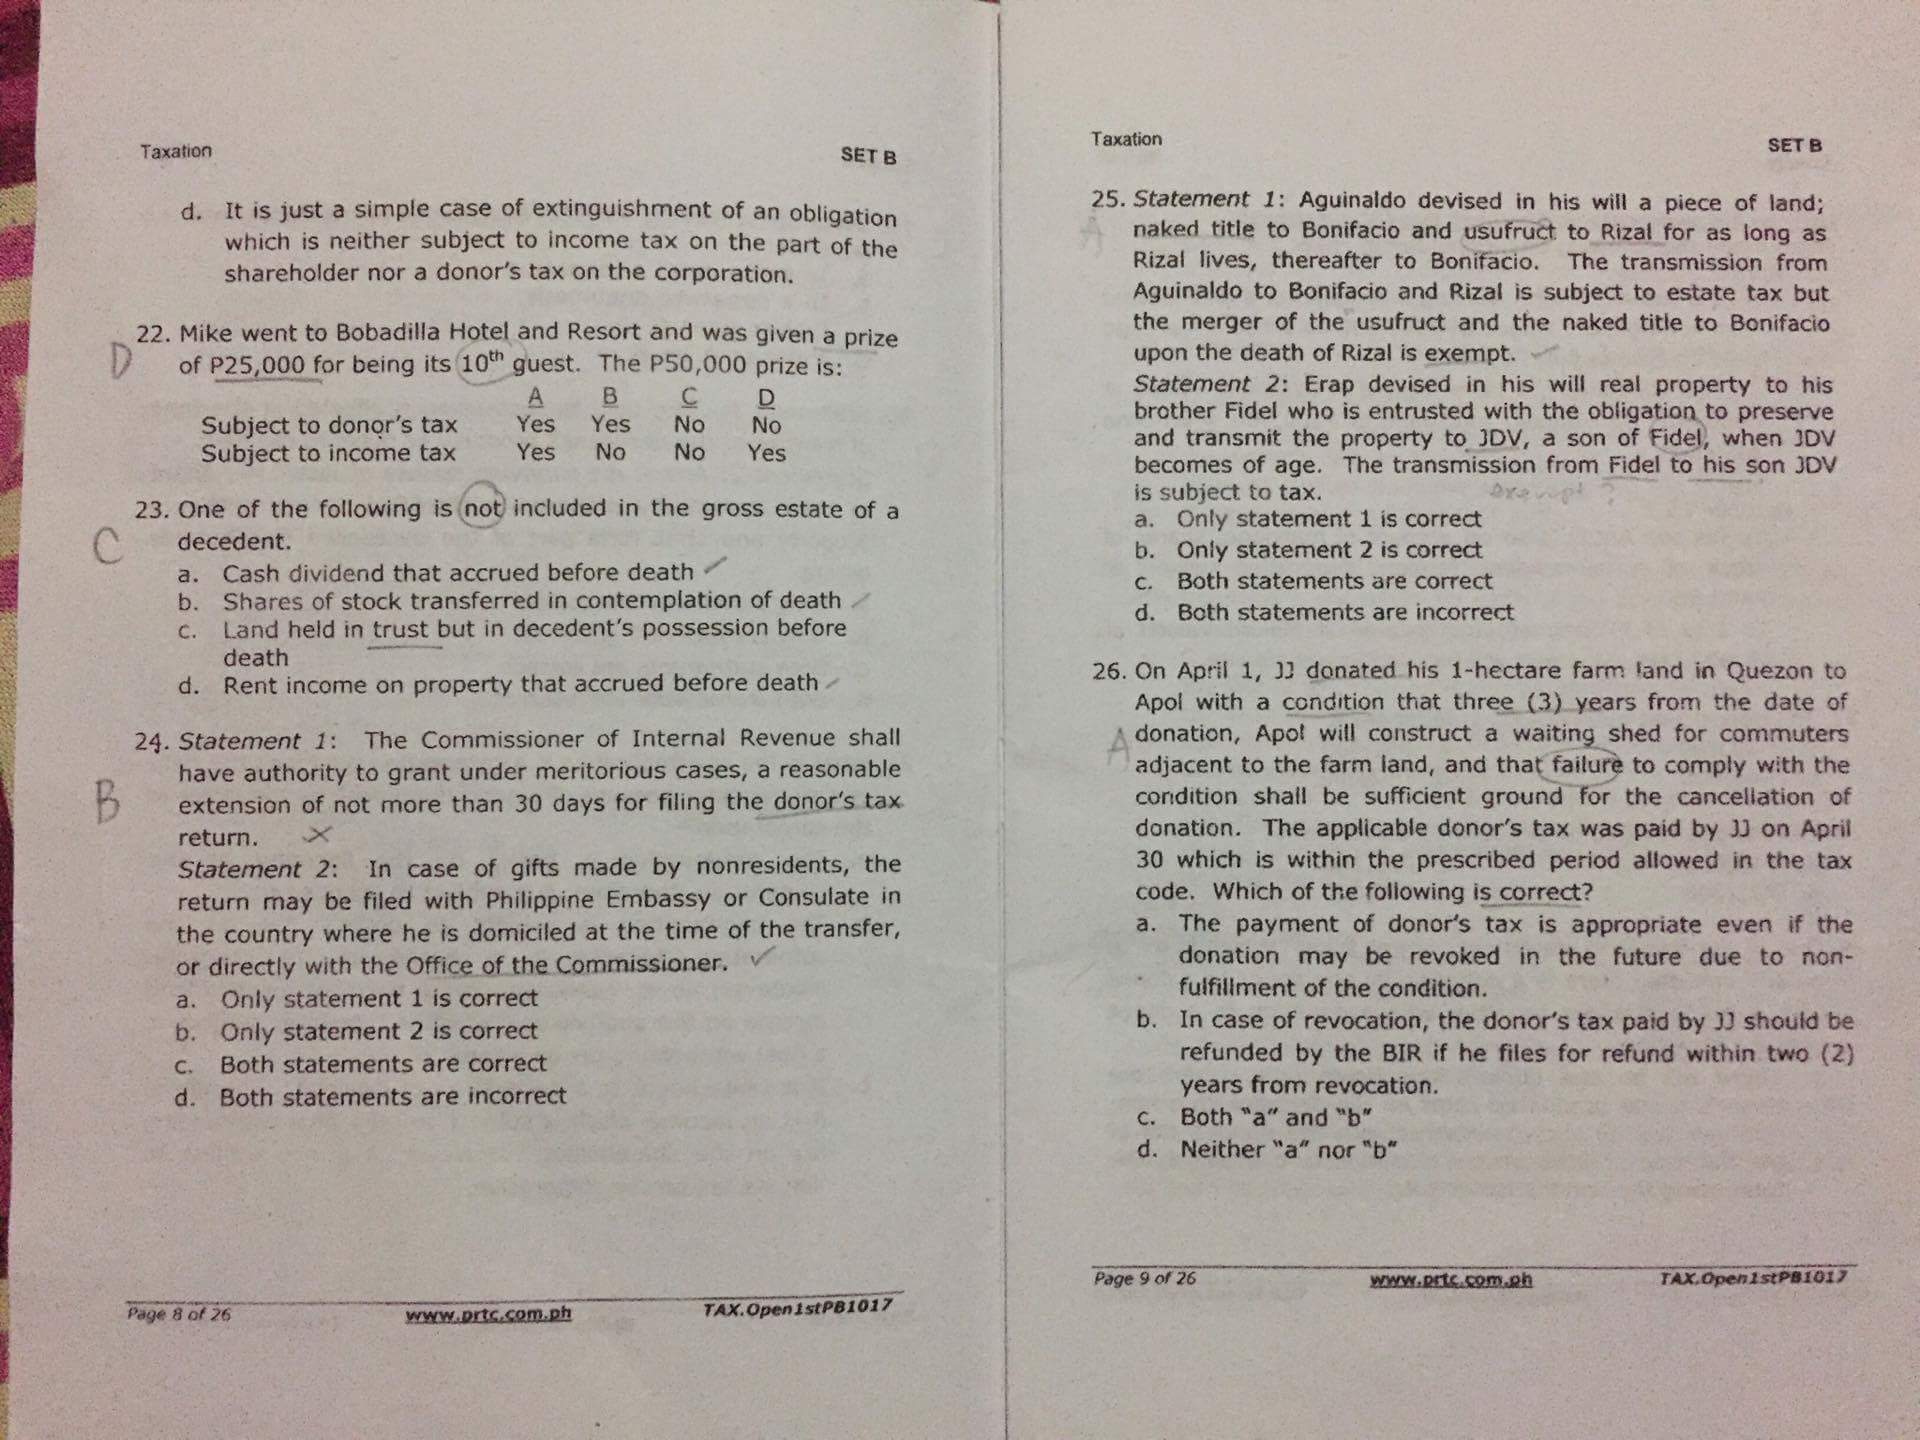 Taxation
SET B
d. It is just a simple case of extinguishment of an obligation
which is neither subject to income tax on the part of the
shareholder nor a donor's tax on the corporation.
22. Mike went to Bobadilla Hotel and Resort and was given a prize
D
of P25,000 for being its 10th guest. The P50,000 prize is:
A B C D
Subject to donor's tax Yes Yes No No
Subject to income tax Yes No No Yes
23. One of the following is not included in the gross estate of a
C
decedent.
a. Cash dividend that accrued before death
b. Shares of stock transferred in contemplation of death
c. Land held in trust but in decedent's possession before
death
d. Rent income on property that accrued before death
24. Statement 1: The Commissioner of Internal Revenue shall
have authority to grant under meritorious cases, a reasonable
B
extension of not more than 30 days for filing the donor's tax
return.
Statement 2: In case of gifts made by nonresidents, the
return may be filed with Philippine Embassy or Consulate in
the country where he is domiciled at the time of the transfer,
or directly with the Office of the Commissioner.
a. Only statement 1 is correct
b. Only statement 2 is correct
c. Both statements are correct
d. Both statements are incorrect
Page 8 of 26
www.prtc.com.ph
TAX.Open1stPB1017
Taxation
SET B
25. Statement 1: Aguinaldo devised in his will a piece of land;
A
naked title to Bonifacio and usufruct to Rizal for as long as
Rizal lives, thereafter to Bonifacio. The transmission from
Aguinaldo to Bonifacio and Rizal is subject to estate tax but
the merger of the usufruct and the naked title to Bonifacio
upon the death of Rizal is exempt.
Statement 2: Erap devised in his will real property to his
brother Fidel who is entrusted with the obligation to preserve
and transmit the property to JDV, a son of Fidel, when JDV
becomes of age. The transmission from Fidel to his son JDV
is subject to tax.
exempt?
a. Only statement 1 is correct
b. Only statement 2 is correct
c. Both statements are correct
d. Both statements are incorrect
26. On April 1, JJ donated his 1-hectare farm land in Quezon to
Apol with a condition that three (3) years from the date of
A
donation, Apol will construct a waiting shed for commuters
adjacent to the farm land, and that failure to comply with the
condition shall be sufficient ground for the cancellation of
donation. The applicable donor's tax was paid by JJ on April
30 which is within the prescribed period allowed in the tax
code. Which of the following is correct?
a. The payment of donor's tax is appropriate even if the
donation may be revoked in the future due to non-
fulfillment of the condition.
b. In case of revocation, the donor's tax paid by JJ should be
refunded by the BIR if he files for refund within two (2)
years from revocation.
c. Both "a" and "b"
d. Neither "a" nor "b"
Page 9 of 26
www.prtc.com.ph
TAX.Open1stPB1017